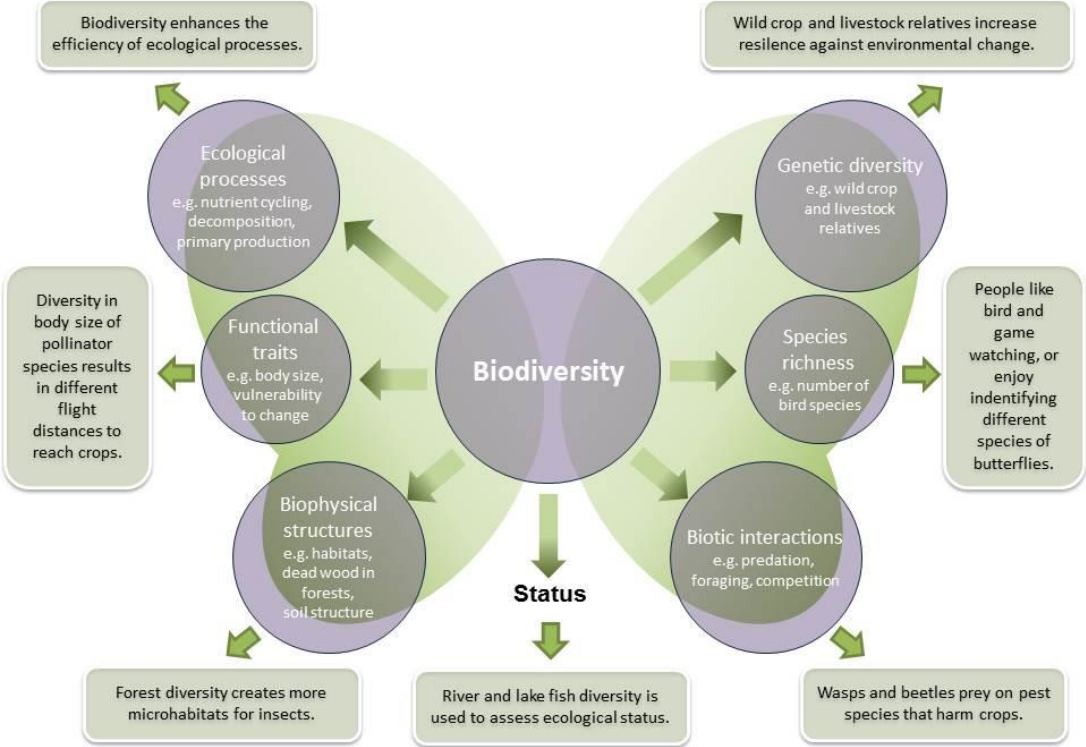 Biodiversity enhances the
efficiency of ecological processes.
Wild crop and livestock relatives increase
resilence against environmental change.
Ecological
processes
e.g. nutrient cycling,
decomposition,
primary production
Genetic diversity
e.g. wild crop
and livestock
relatives
Diversity in
body size of
pollinator
species results
in different
flight
distances to
reach crops.
Functional
traits
e.g. body size,
vulnerability
to change
Biodiversity
Species
richness
e.g. number of
bird species
People like
bird and
game
watching, or
enjoy
indentifying
different
species of
butterflies.
Biophysical
structures
e.g. habitats,
dead wood in
forests,
soil structure
Status
Biotic interactions
e.g. predation,
foraging, competition
Forest diversity creates more
microhabitats for insects.
River and lake fish diversity is
used to assess ecological status.
Wasps and beetles prey on pest
species that harm crops.